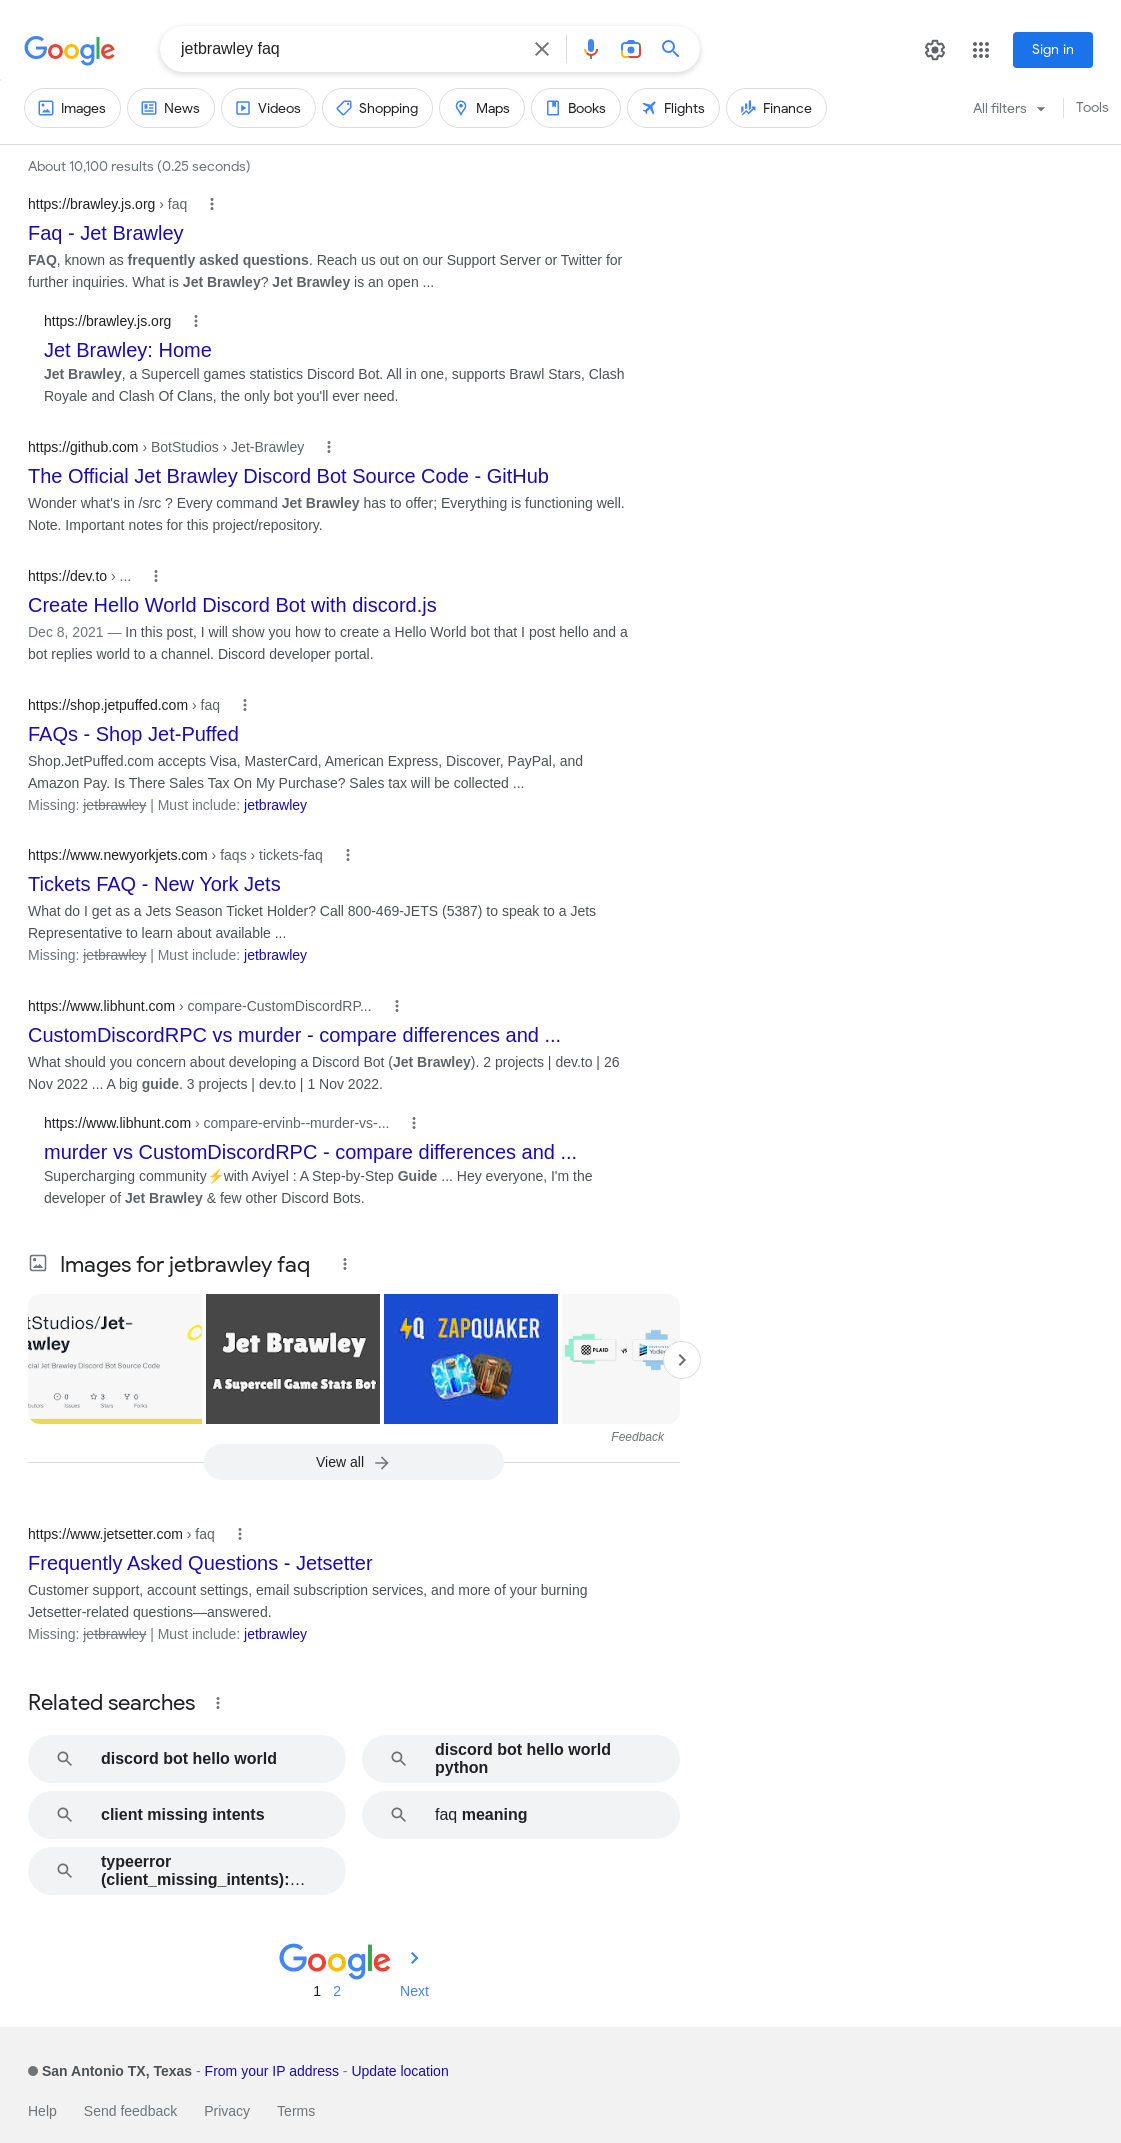 Google
jetbrawley faq
Sign in
Images
News
Videos
Shopping
Maps
Books
Flights
Finance
All filters
Tools
About 10,100 results (0.25 seconds)
https://brawley.js.org › faq
Faq - Jet Brawley
FAQ, known as frequently asked questions. Reach us out on our Support Server or Twitter for
further inquiries. What is Jet Brawley? Jet Brawley is an open ...
https://brawley.js.org
Jet Brawley: Home
Jet Brawley, a Supercell games statistics Discord Bot. All in one, supports Brawl Stars, Clash
Royale and Clash Of Clans, the only bot you'll ever need.
https://github.com › BotStudios › Jet-Brawley
The Official Jet Brawley Discord Bot Source Code - GitHub
Wonder what's in /src ? Every command Jet Brawley has to offer; Everything is functioning well.
Note. Important notes for this project/repository.
https://dev.to › ...
Create Hello World Discord Bot with discord.js
Dec 8, 2021 — In this post, I will show you how to create a Hello World bot that I post hello and a
bot replies world to a channel. Discord developer portal.
https://shop.jetpuffed.com › faq
FAQs - Shop Jet-Puffed
Shop.JetPuffed.com accepts Visa, MasterCard, American Express, Discover, PayPal, and
Amazon Pay. Is There Sales Tax On My Purchase? Sales tax will be collected ...
Missing: jetbrawley | Must include: jetbrawley
https://www.newyorkjets.com › faqs › tickets-faq
Tickets FAQ - New York Jets
What do I get as a Jets Season Ticket Holder? Call 800-469-JETS (5387) to speak to a Jets
Representative to learn about available ...
Missing: jetbrawley | Must include: jetbrawley
https://www.libhunt.com › compare-CustomDiscordRP...
CustomDiscordRPC vs murder - compare differences and ...
What should you concern about developing a Discord Bot (Jet Brawley). 2 projects | dev.to | 26
Nov 2022 ... A big guide. 3 projects | dev.to | 1 Nov 2022.
https://www.libhunt.com › compare-ervinb--murder-vs-...
murder vs CustomDiscordRPC - compare differences and ...
Supercharging community⚡with Aviyel : A Step-by-Step Guide ... Hey everyone, I'm the
developer of Jet Brawley & few other Discord Bots.
Images for jetbrawley faq
tStudios/Jet-
awley
cial Jet Brawley Discord Bot Source Code
0 3 0
butors Issues Stars Forks
Jet Brawley
A Supercell Game Stats Bot
Q ZAPQUAKER
PLAID vs
Feedback
View all
https://www.jetsetter.com › faq
Frequently Asked Questions - Jetsetter
Customer support, account settings, email subscription services, and more of your burning
Jetsetter-related questions—answered.
Missing: jetbrawley | Must include: jetbrawley
Related searches
discord bot hello world
discord bot hello world
python
client missing intents
faq meaning
typeerror
(client_missing_intents):...
Google
1 2 Next
San Antonio TX, Texas - From your IP address - Update location
Help Send feedback Privacy Terms